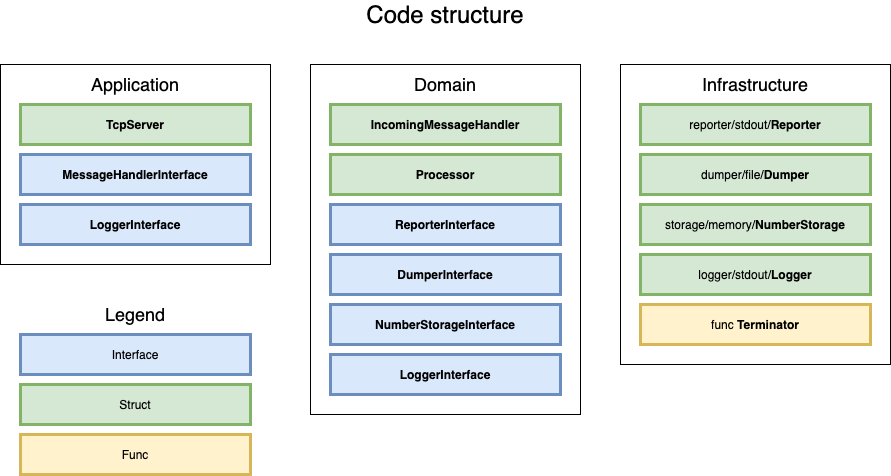 Code structure
Application
TcpServer
MessageHandlerInterface
LoggerInterface
Domain
IncomingMessageHandler
Processor
ReporterInterface
DumperInterface
NumberStorageInterface
LoggerInterface
Infrastructure
reporter/stdout/Reporter
dumper/file/Dumper
storage/memory/NumberStorage
logger/stdout/Logger
func Terminator
Legend
Interface
Struct
Func